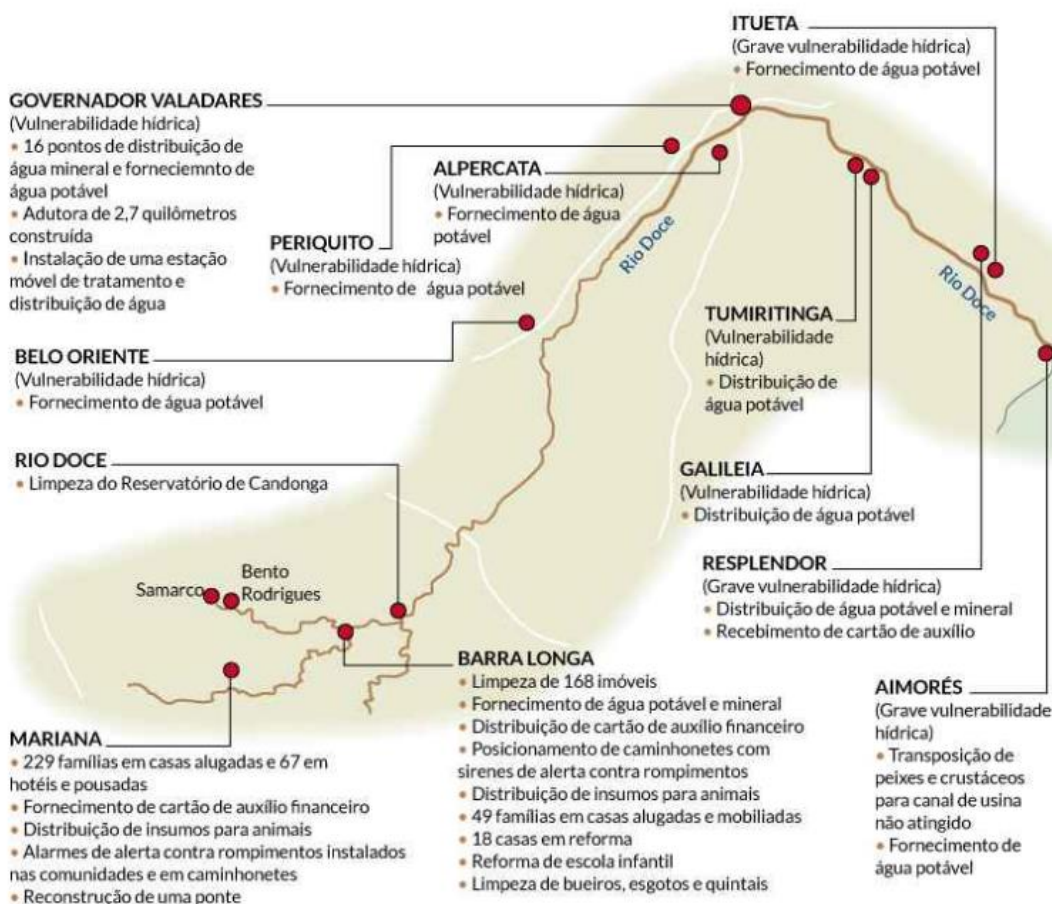 ITUETA
(Grave vulnerabilidade hídrica)
• Fornecimento de água potável
GOVERNADOR VALADARES
(Vulnerabilidade hídrica)
• 16 pontos de distribuição de
água mineral e forneciemnto de
água potável
• Adutora de 2,7 quilômetros
construída
• Instalação de uma estação
móvel de tratamento e
distribuição de água
ALPERCATA
(Vulnerabilidade hídrica)
• Fornecimento de água
potável
PERIQUITO
(Vulnerabilidade hídrica)
• Fornecimento de água potável
Rio Doce
Rio Doce
TUMIRITINGA
(Vulnerabilidade
hídrica)
• Distribuição de
água potável
BELO ORIENTE
(Vulnerabilidade hídrica)
• Fornecimento de água potável
RIO DOCE
• Limpeza do Reservatório de Candonga
GALILEIA
(Vulnerabilidade hídrica)
• Distribuição de água potável
RESPLENDOR
(Grave vulnerabilidade hídrica)
• Distribuição de água potável e mineral
• Recebimento de cartão de auxílio
Samarco
Bento
Rodrigues
BARRA LONGA
• Limpeza de 168 imóveis
• Fornecimento de água potável e mineral
• Distribuição de cartão de auxílio financeiro
• Posicionamento de caminhonetes com
sirenes de alerta contra rompimentos
• Distribuição de insumos para animais
• 49 famílias em casas alugadas e mobiliadas
• 18 casas em reforma
• Reforma de escola infantil
• Limpeza de bueiros, esgotos e quintais
AIMORÉS
(Grave vulnerabilidade
hídrica)
• Transposição de
peixes e crustáceos
para canal de usina
não atingido
• Fornecimento de
água potável
MARIANA
• 229 famílias em casas alugadas e 67 em
hotéis e pousadas
• Fornecimento de cartão de auxílio financeiro
• Distribuição de insumos para animais
• Alarmes de alerta contra rompimentos instalados
nas comunidades e em caminhonetes
• Reconstrução de uma ponte